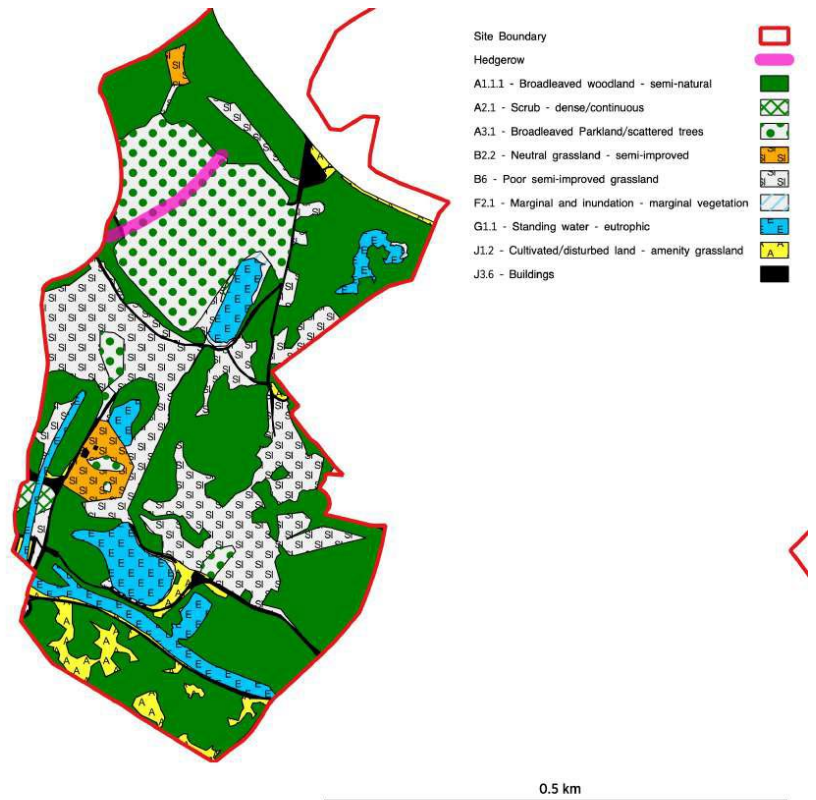 Site Boundary
Hedgerow
A1.1.1 - Broadleaved woodland - semi-natural
A2.1 - Scrub - dense/continuous
A3.1 - Broadleaved Parkland/scattered trees
B2.2 - Neutral grassland - semi-improved
B6 - Poor semi-improved grassland
F2.1 - Marginal and inundation - marginal vegetation
G1.1 - Standing water - eutrophic
J1.2 - Cultivated/disturbed land - amenity grassland
J3.6 - Buildings
0.5 km